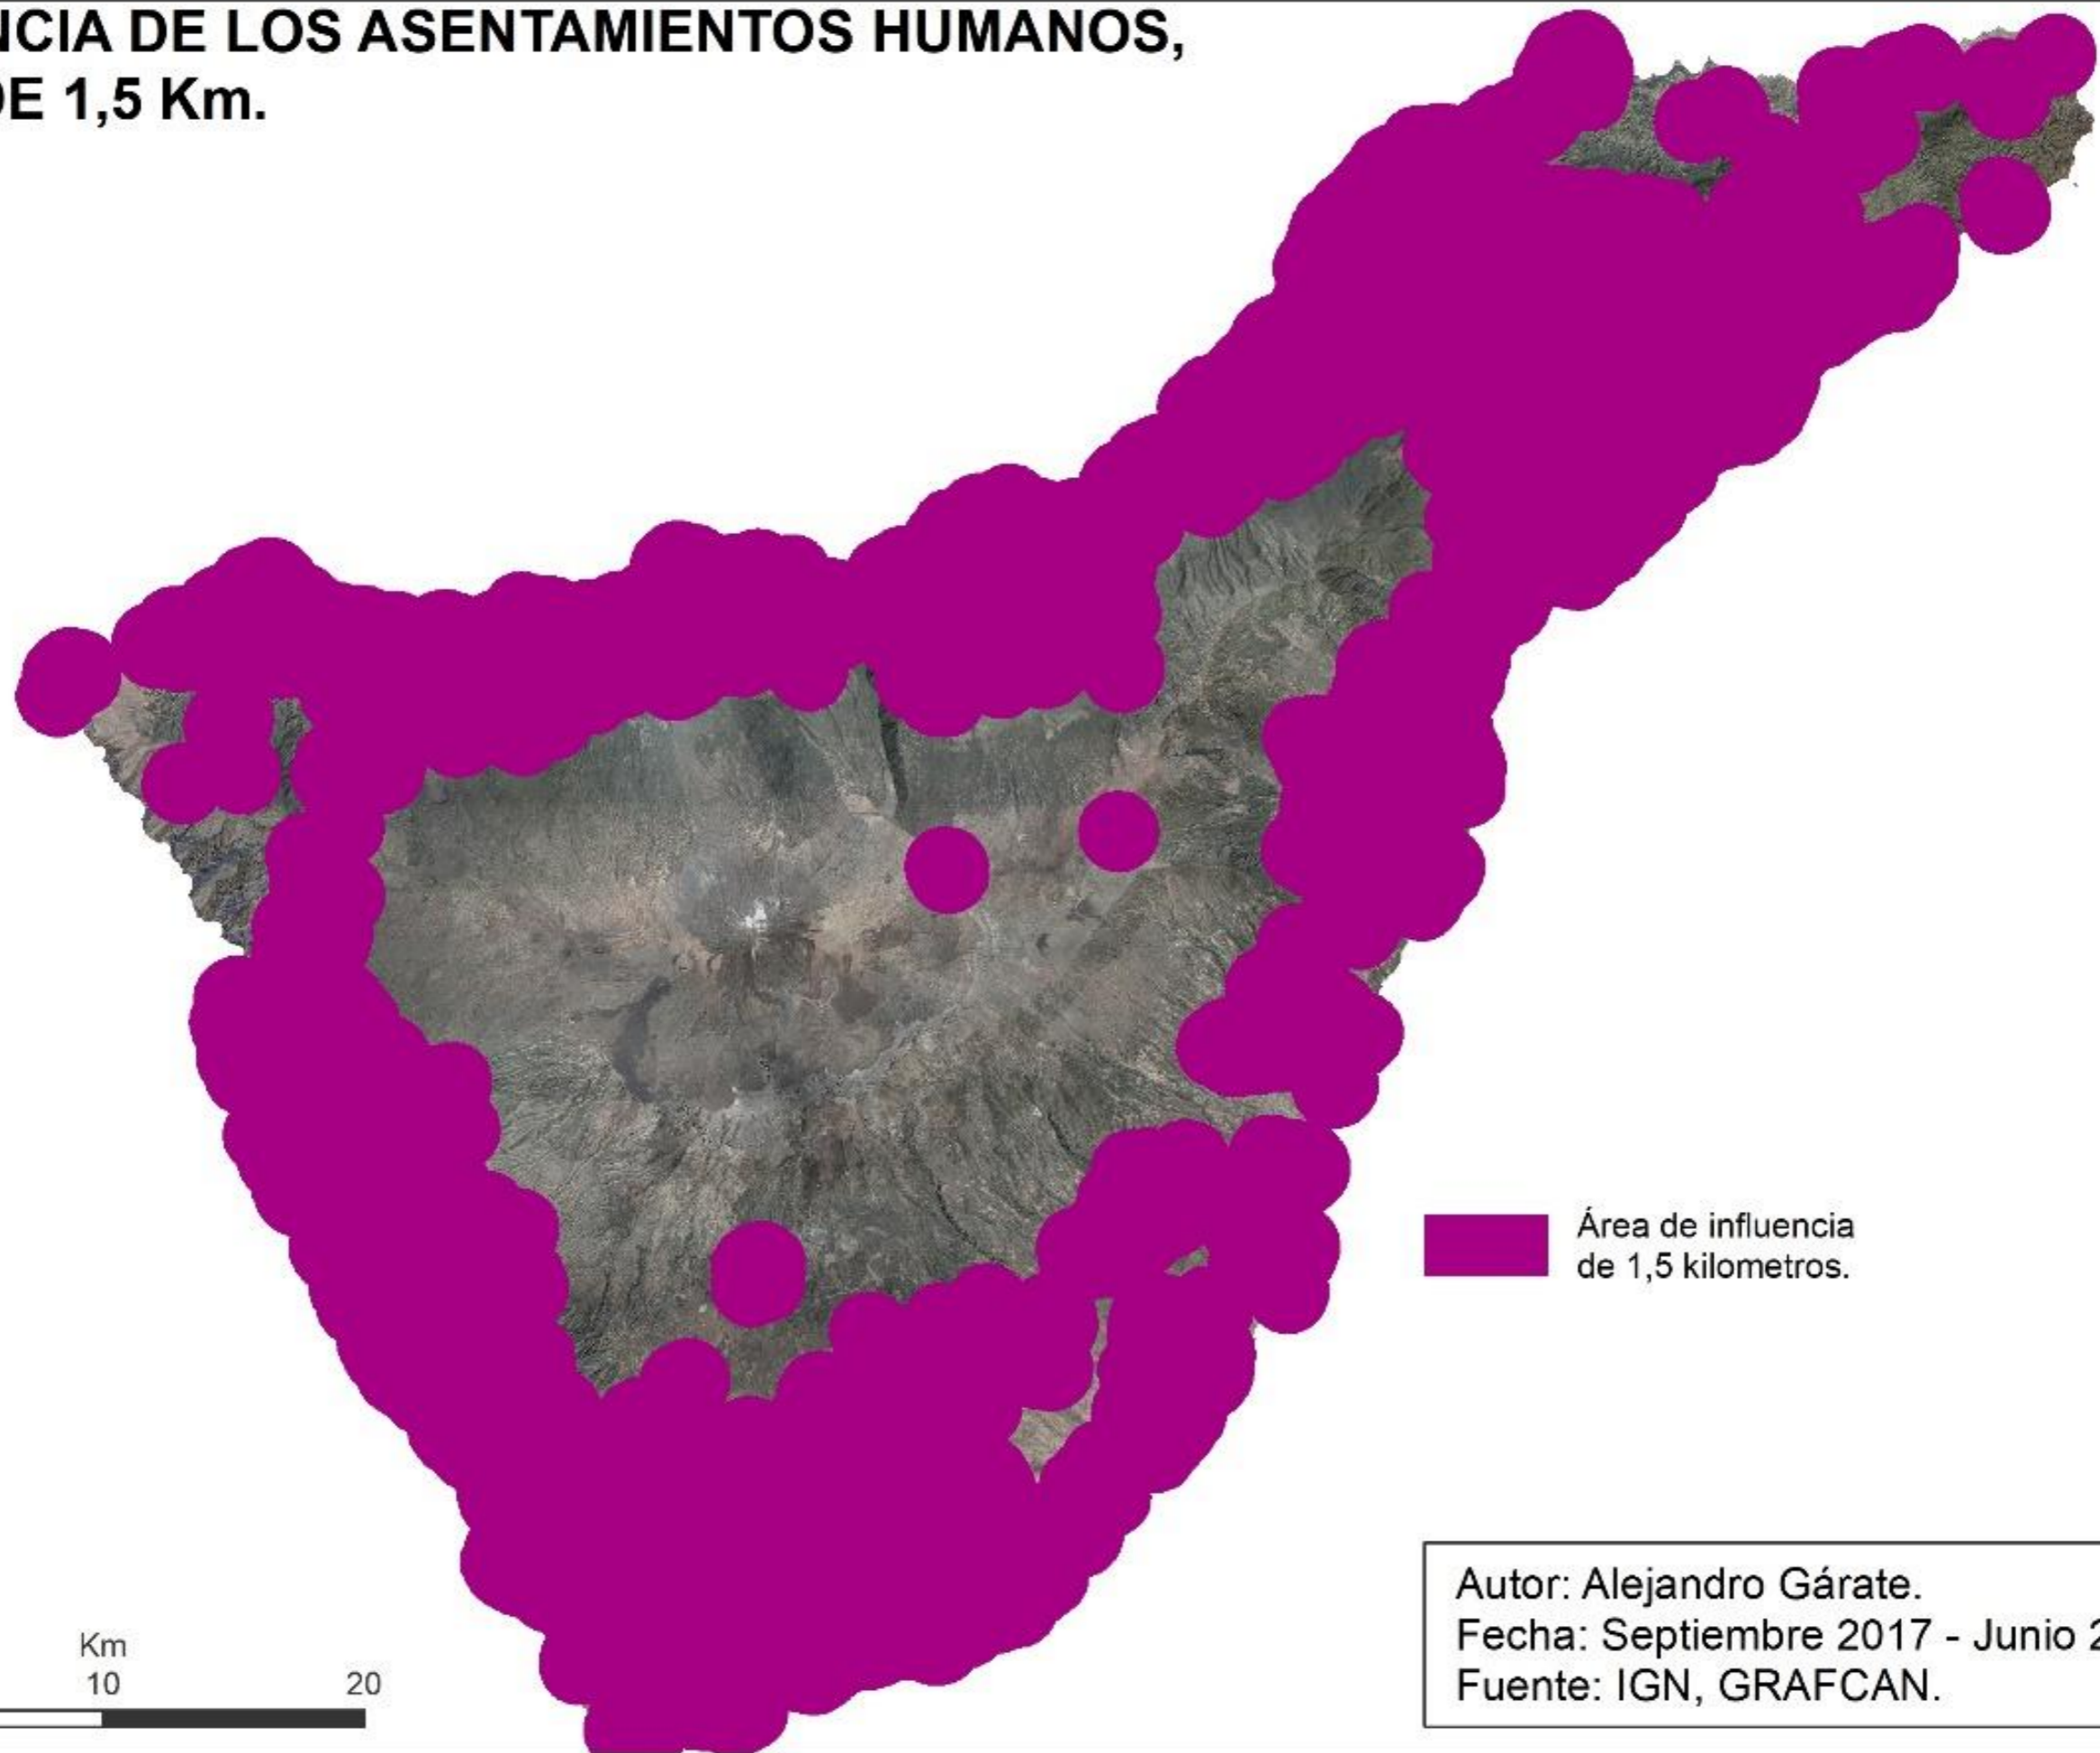 NCIA DE LOS ASENTAMIENTOS HUMANOS,
DE 1,5 Km.
Área de influencia
de 1,5 kilometros.
Km
10 20
Autor: Alejandro Gárate.
Fecha: Septiembre 2017 - Junio 2
Fuente: IGN, GRAFCAN.